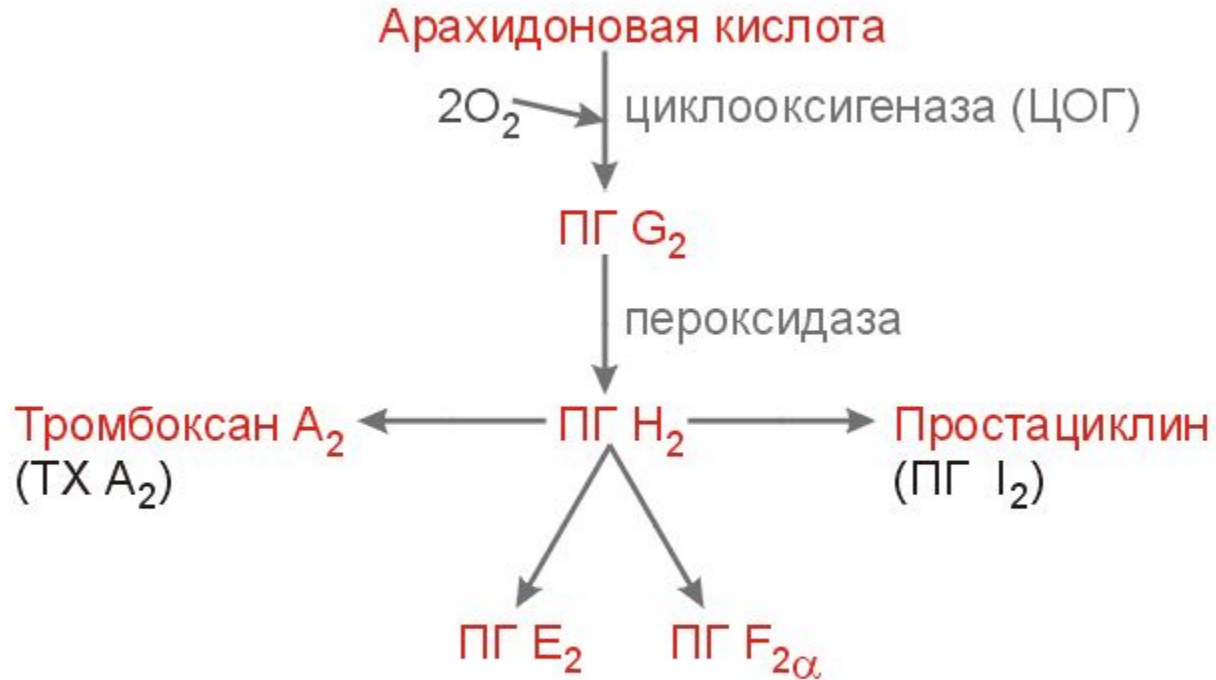 Арахидоновая кислота
2O₂ циклооксигеназа (ЦОГ)
ПГ G₂
пероксидаза
Тромбоксан A₂ ПГ H₂ Простациклин
(ТХ A₂) (ПГ I₂)
ПГ E₂ ПГ F₂α